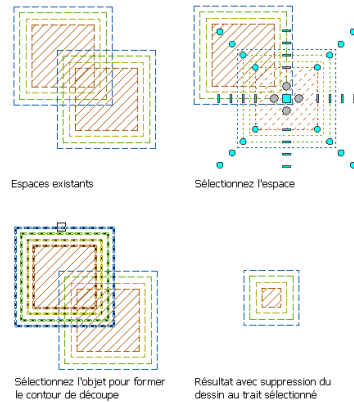 Espaces existants
Sélectionnez l'espace
Sélectionnez l'objet pour former
le contour de découpe
Résultat avec suppression du
dessin au trait sélectionné